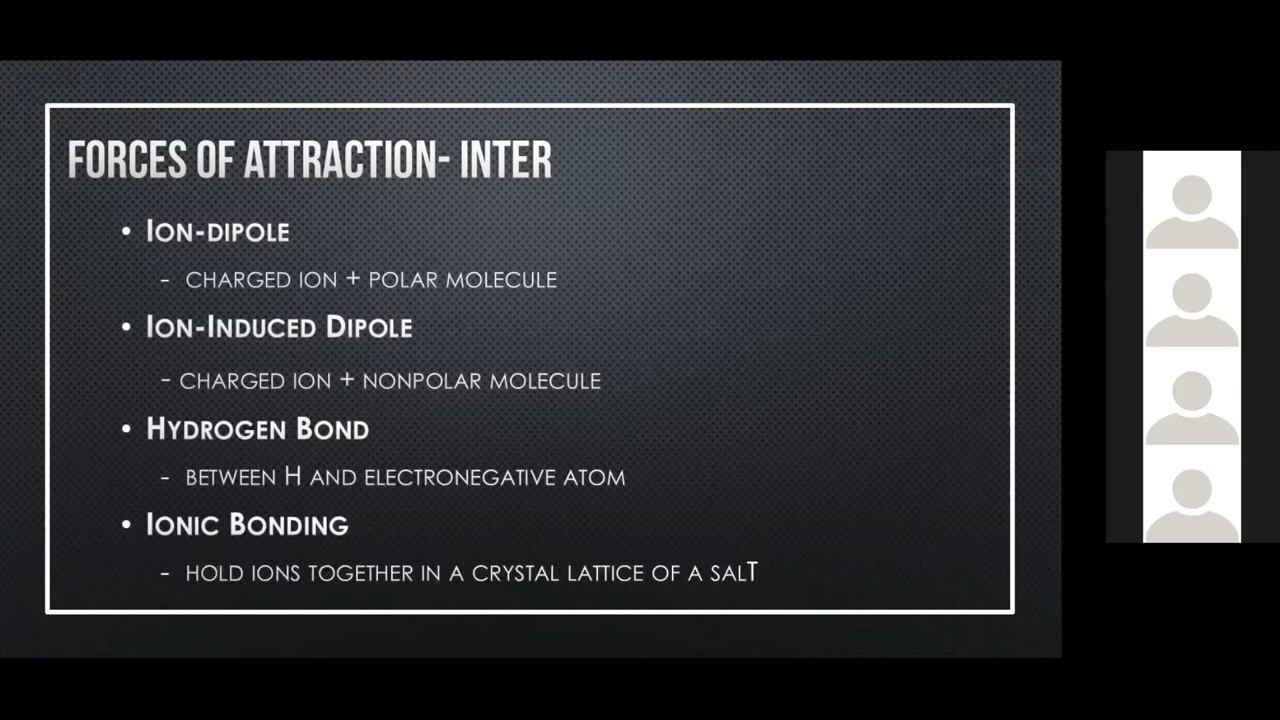 FORCES OF ATTRACTION- INTER
• ION-DIPOLE
- CHARGED ION + POLAR MOLECULE
• ION-INDUCED DIPOLE
- CHARGED ION + NONPOLAR MOLECULE
• HYDROGEN BOND
- BETWEEN H AND ELECTRONEGATIVE ATOM
• IONIC BONDING
- HOLD IONS TOGETHER IN A CRYSTAL LATTICE OF A SALT